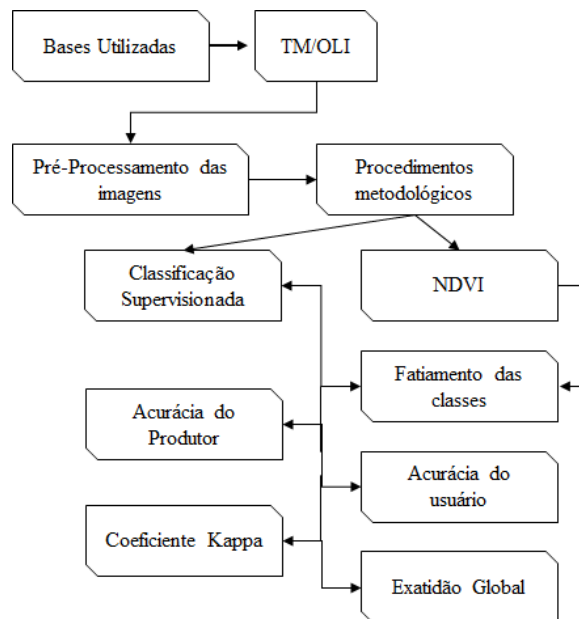 Bases Utilizadas
TM/OLI
Pré-Processamento das
imagens
Procedimentos
metodológicos
Classificação
Supervisionada
NDVI
Fatiamento das
classes
Acurácia do
Produtor
Acurácia do
usuário
Coeficiente Kappa
Exatidão Global